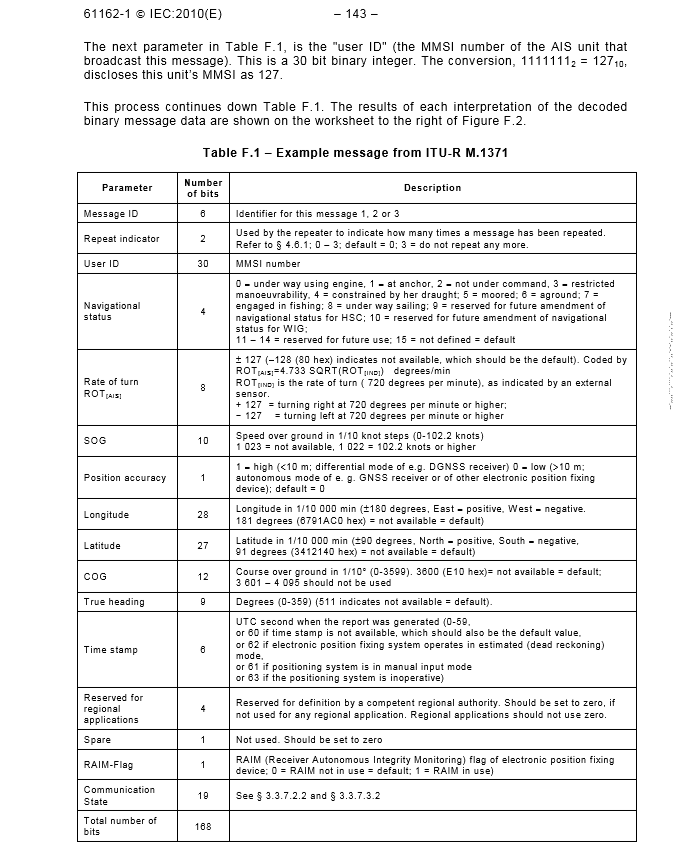 61162-1 © IEC:2010(E)
– 143 –
The next parameter in Table F.1, is the "user ID" (the MMSI number of the AIS unit that
broadcast this message). This is a 30 bit binary integer. The conversion, 1111111₂ = 127₁₀,
discloses this unit's MMSI as 127.
This process continues down Table F.1. The results of each interpretation of the decoded
binary message data are shown on the worksheet to the right of Figure F.2.
Table F.1 – Example message from ITU-R M.1371
Parameter
Number
of bits
Description
Message ID
6
Identifier for this message 1, 2 or 3
Repeat indicator
2
Used by the repeater to indicate how many times a message has been repeated.
Refer to § 4.6.1; 0 – 3; default = 0; 3 = do not repeat any more.
User ID
30
MMSI number
Navigational
status
4
0 = under way using engine, 1 = at anchor, 2 = not under command, 3 = restricted
manoeuvrability, 4 = constrained by her draught; 5 = moored; 6 = aground; 7 =
engaged in fishing; 8 = under way sailing; 9 = reserved for future amendment of
navigational status for HSC; 10 = reserved for future amendment of navigational
status for WIG;
11 – 14 = reserved for future use; 15 = not defined = default
Rate of turn
ROT[AIS]
8
± 127 (–128 (80 hex) indicates not available, which should be the default). Coded by
ROT[AIS]=4.733 SQRT(ROT[IND]) degrees/min
ROT[IND] is the rate of turn ( 720 degrees per minute), as indicated by an external
sensor.
+ 127 = turning right at 720 degrees per minute or higher;
– 127 = turning left at 720 degrees per minute or higher
SOG
10
Speed over ground in 1/10 knot steps (0-102.2 knots)
1 023 = not available, 1 022 = 102.2 knots or higher
Position accuracy
1
1 = high (<10 m; differential mode of e.g. DGNSS receiver) 0 = low (>10 m;
autonomous mode of e. g. GNSS receiver or of other electronic position fixing
device); default = 0
Longitude
28
Longitude in 1/10 000 min (±180 degrees, East = positive, West = negative.
181 degrees (6791AC0 hex) = not available = default)
Latitude
27
Latitude in 1/10 000 min (±90 degrees, North = positive, South = negative,
91 degrees (3412140 hex) = not available = default)
COG
12
Course over ground in 1/10° (0-3599). 3600 (E10 hex)= not available = default;
3 601 – 4 095 should not be used
True heading
9
Degrees (0-359) (511 indicates not available = default).
Time stamp
6
UTC second when the report was generated (0-59,
or 60 if time stamp is not available, which should also be the default value,
or 62 if electronic position fixing system operates in estimated (dead reckoning)
mode,
or 61 if positioning system is in manual input mode
or 63 if the positioning system is inoperative)
Reserved for
regional
applications
4
Reserved for definition by a competent regional authority. Should be set to zero, if
not used for any regional application. Regional applications should not use zero.
Spare
1
Not used. Should be set to zero
RAIM-Flag
1
RAIM (Receiver Autonomous Integrity Monitoring) flag of electronic position fixing
device; 0 = RAIM not in use = default; 1 = RAIM in use)
Communication
State
19
See § 3.3.7.2.2 and § 3.3.7.3.2
Total number of
bits
168